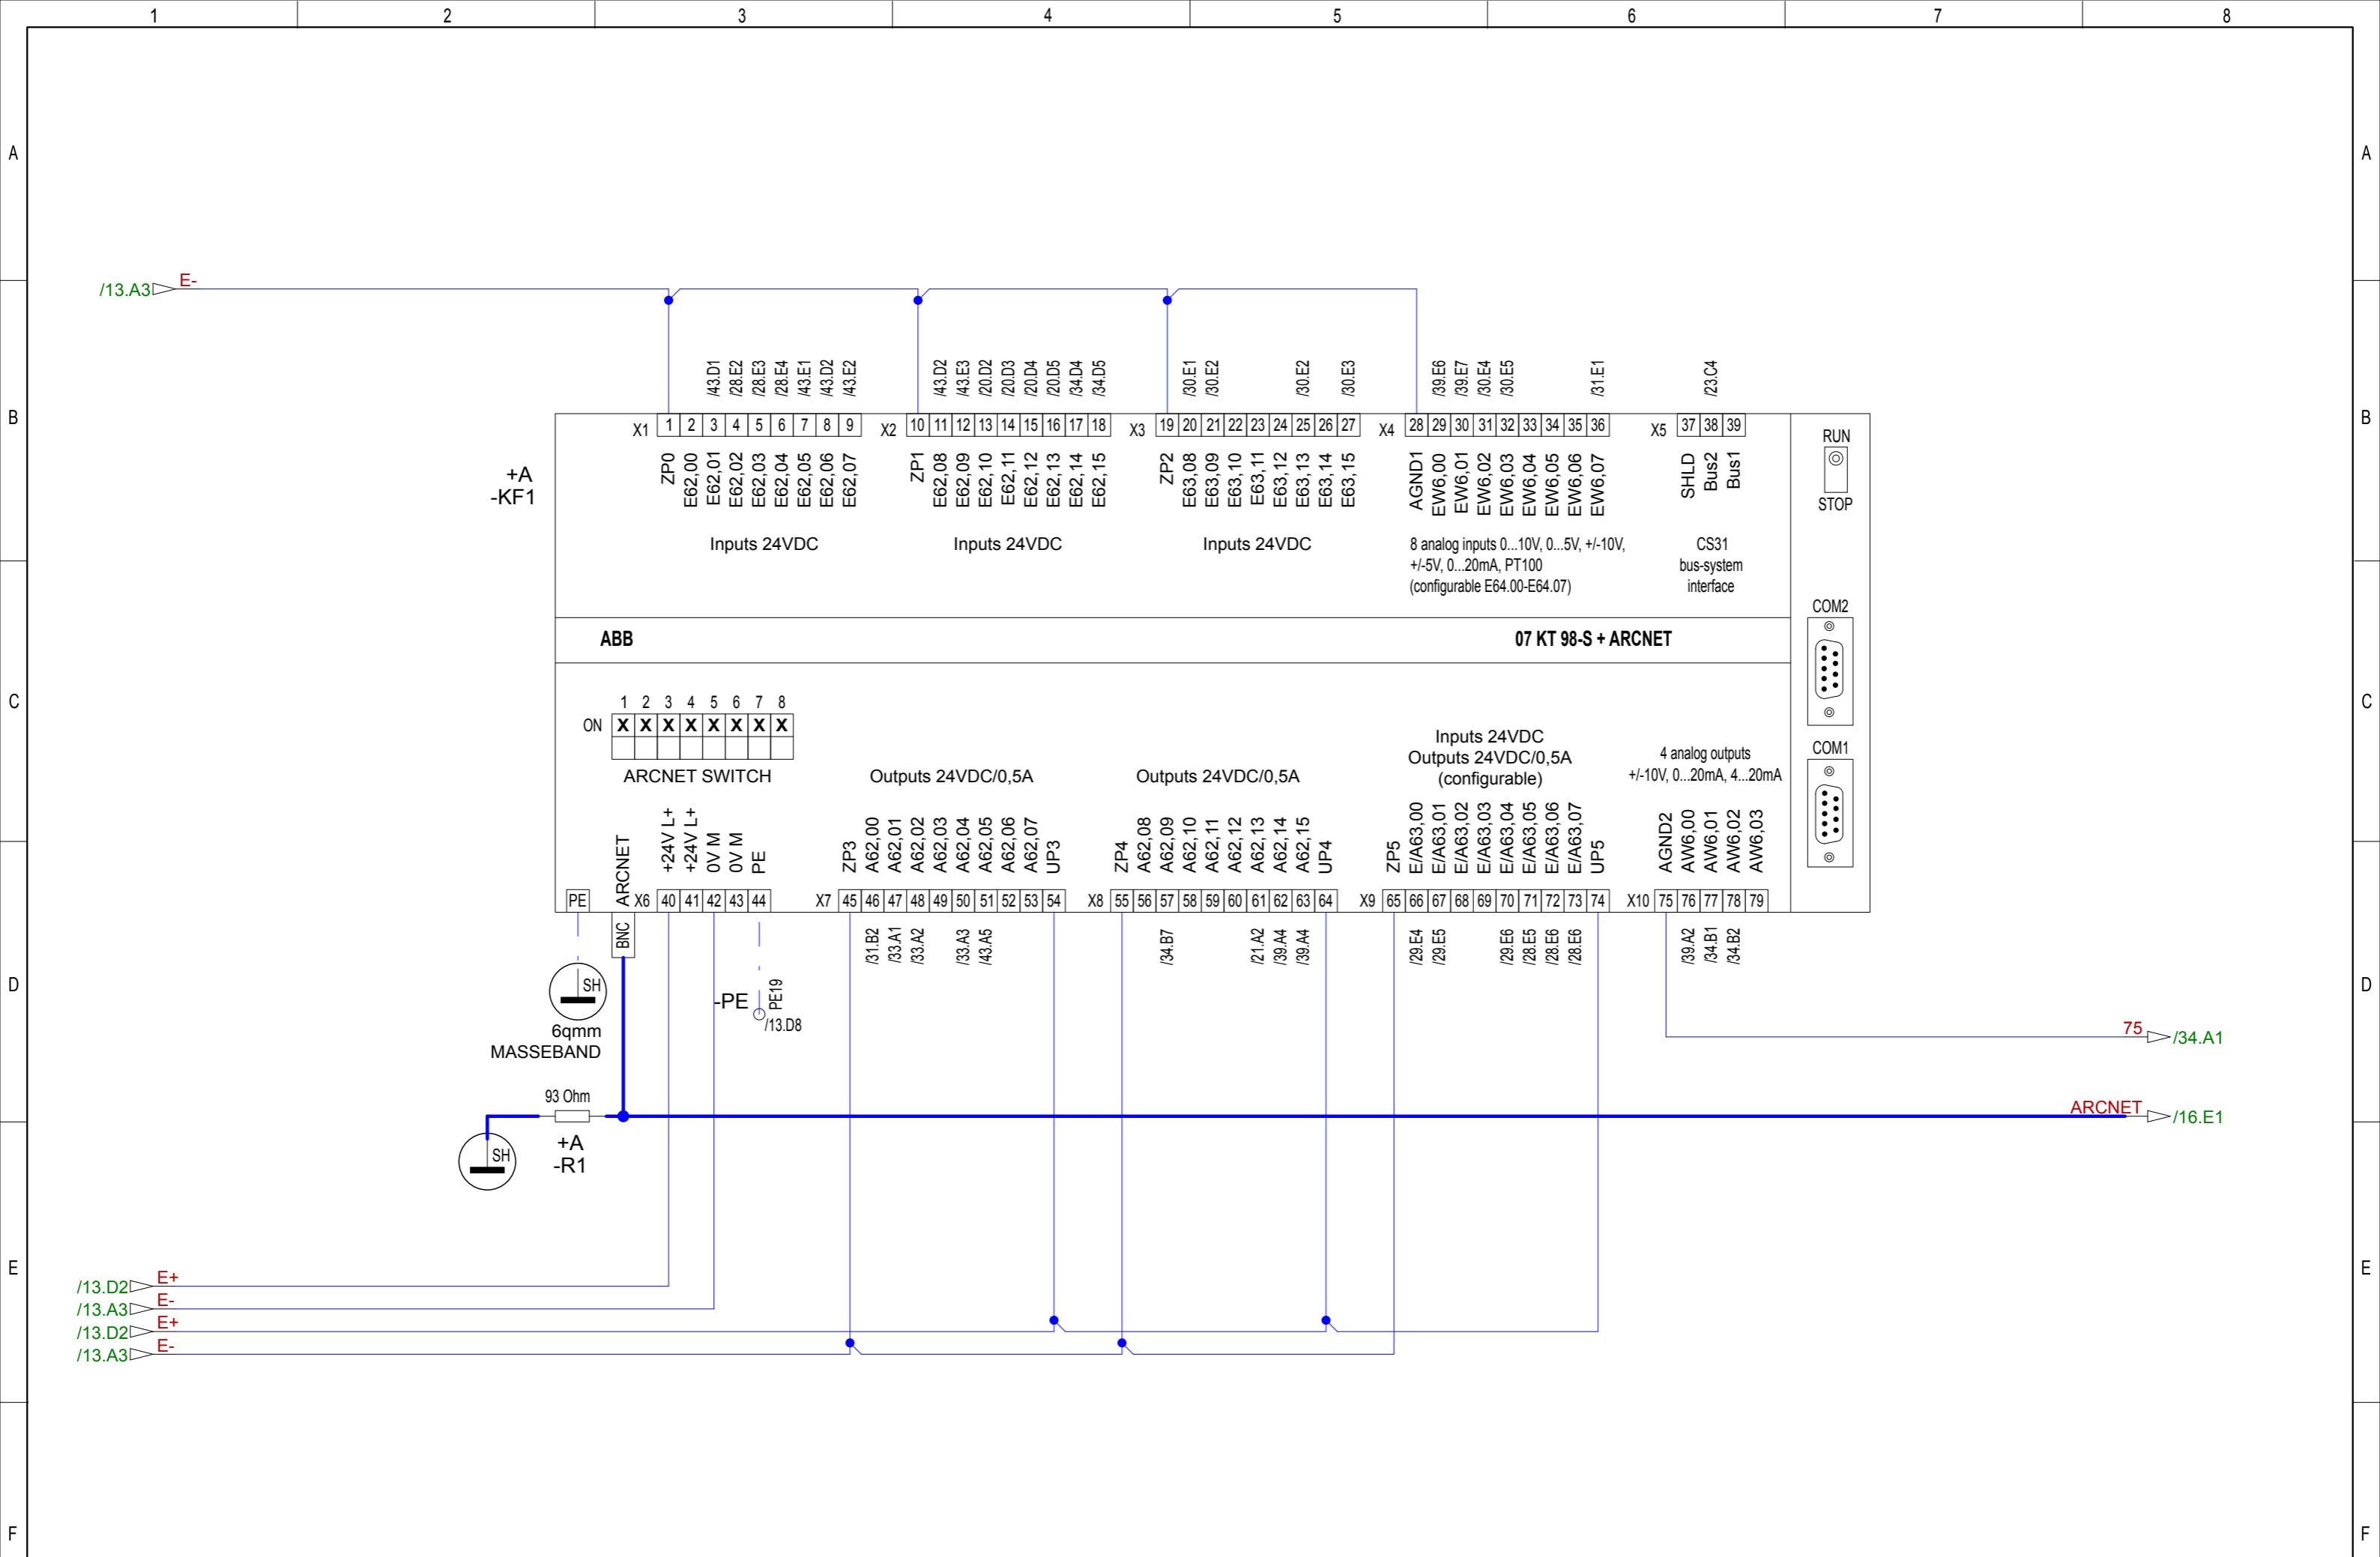 1 2 3 4 5 6 7 8
A A
/13.A3 E-
/43.D1 /28.E2 /28.E3 /28.E4 /43.E1 /43.D2 /43.E2
/43.D2 /43.E3 /20.D2 /20.D3 /20.D4 /20.D5 /34.D4 /34.D5
/30.E1 /30.E2 /30.E2 /30.E3
/39.E6 /39.E7 /30.E4 /30.E5 /31.E1
/23.C4
B B
X1 1 2 3 4 5 6 7 8 9
X2 10 11 12 13 14 15 16 17 18
X3 19 20 21 22 23 24 25 26 27
X4 28 29 30 31 32 33 34 35 36
X5 37 38 39
RUN
STOP
+A
-KF1
ZP0 E62,00 E62,01 E62,02 E62,03 E62,04 E62,05 E62,06 E62,07
ZP1 E62,08 E62,09 E62,10 E62,11 E62,12 E62,13 E62,14 E62,15
ZP2 E63,08 E63,09 E63,10 E63,11 E63,12 E63,13 E63,14 E63,15
AGND1 EW6,00 EW6,01 EW6,02 EW6,03 EW6,04 EW6,05 EW6,06 EW6,07
SHLD Bus2 Bus1
Inputs 24VDC
Inputs 24VDC
Inputs 24VDC
8 analog inputs 0...10V, 0...5V, +/-10V,
+/-5V, 0...20mA, PT100
(configurable E64.00-E64.07)
CS31
bus-system
interface
COM2
ABB
07 KT 98-S + ARCNET
C C
1 2 3 4 5 6 7 8
ON X X X X X X X X
ARCNET SWITCH
Outputs 24VDC/0,5A
Outputs 24VDC/0,5A
Inputs 24VDC
Outputs 24VDC/0,5A
(configurable)
4 analog outputs
+/-10V, 0...20mA, 4...20mA
COM1
ARCNET
+24V L+ +24V L+ 0V M 0V M PE
ZP3 A62,00 A62,01 A62,02 A62,03 A62,04 A62,05 A62,06 A62,07 UP3
ZP4 A62,08 A62,09 A62,10 A62,11 A62,12 A62,13 A62,14 A62,15 UP4
ZP5 E/A63,00 E/A63,01 E/A63,02 E/A63,03 E/A63,04 E/A63,05 E/A63,06 E/A63,07 UP5
AGND2 AW6,00 AW6,01 AW6,02 AW6,03
PE
X6 40 41 42 43 44
X7 45 46 47 48 49 50 51 52 53 54
X8 55 56 57 58 59 60 61 62 63 64
X9 65 66 67 68 69 70 71 72 73 74
X10 75 76 77 78 79
BNC
/31.B2 /33.A1 /33.A2 /33.A3 /43.A5
/34.B7 /21.A2 /39.A4 /39.A4
/29.E4 /29.E5 /29.E6 /28.E5 /28.E6 /28.E6
/39.A2 /34.B1 /34.B2
D D
SH
6qmm
MASSEBAND
-PE PE19
/13.D8
75 /34.A1
93 Ohm
+A
-R1
SH
ARCNET /16.E1
E E
/13.D2 E+
/13.A3 E-
/13.D2 E+
/13.A3 E-
F F